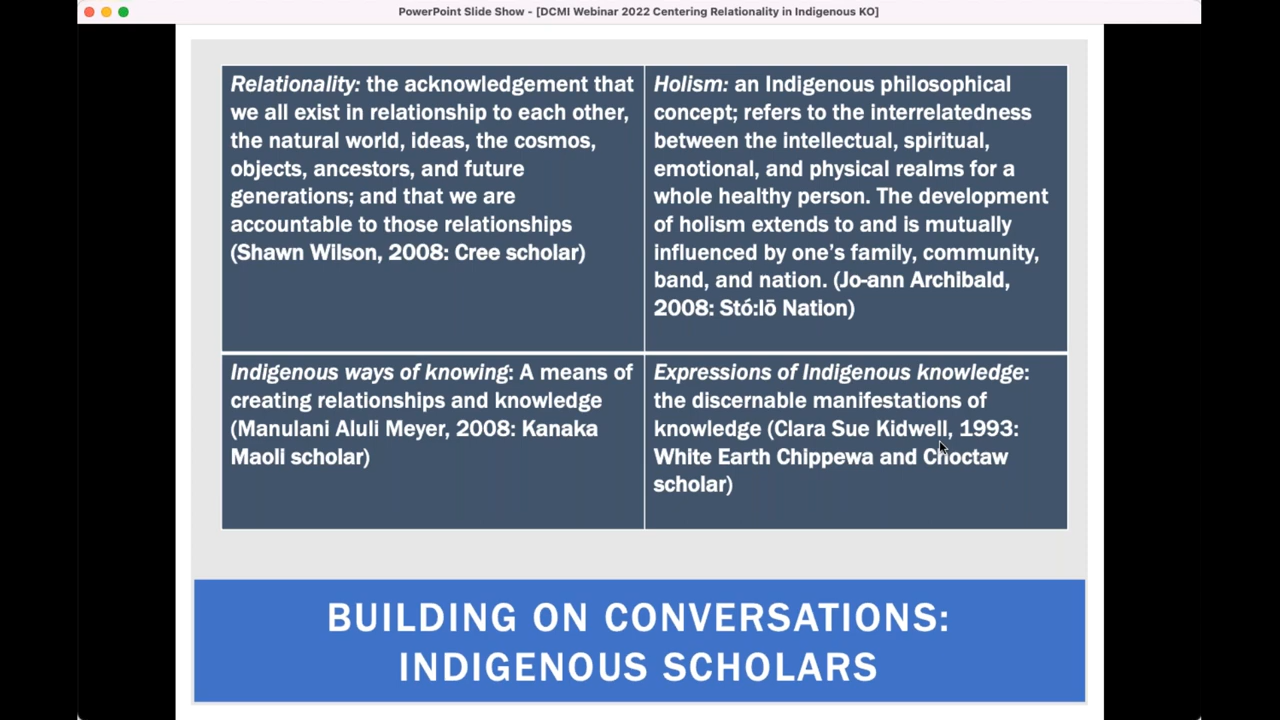 PowerPoint Slide Show - [DCMI Webinar 2022 Centering Relationality in Indigenous KO]
Relationality: the acknowledgement that
we all exist in relationship to each other,
the natural world, ideas, the cosmos,
objects, ancestors, and future
generations; and that we are
accountable to those relationships
(Shawn Wilson, 2008: Cree scholar)
Holism: an Indigenous philosophical
concept; refers to the interrelatedness
between the intellectual, spiritual,
emotional, and physical realms for a
whole healthy person. The development
of holism extends to and is mutually
influenced by one’s family, community,
band, and nation. (Jo-ann Archibald,
2008: Stó:lō Nation)
Indigenous ways of knowing: A means of
creating relationships and knowledge
(Manulani Aluli Meyer, 2008: Kanaka
Maoli scholar)
Expressions of Indigenous knowledge:
the discernable manifestations of
knowledge (Clara Sue Kidwell, 1993:
White Earth Chippewa and Choctaw
scholar)
BUILDING ON CONVERSATIONS:
INDIGENOUS SCHOLARS